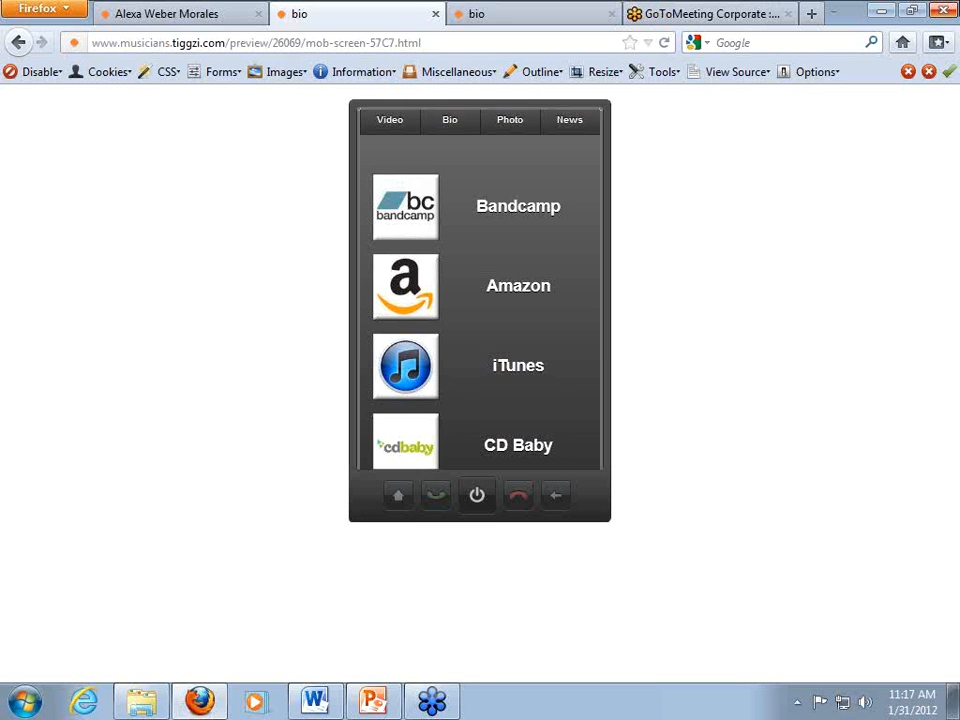 Firefox
Alexa Weber Morales
bio
bio
GoToMeeting Corporate :...
www.musicians.tiggzi.com/preview/26069/mob-screen-57C7.html
Google
Disable
Cookies
CSS
Forms
Images
Information
Miscellaneous
Outline
Resize
Tools
View Source
Options
Video
Bio
Photo
News
bc
bandcamp
Bandcamp
a
Amazon
iTunes
cdbaby
CD Baby
11:17 AM
1/31/2012